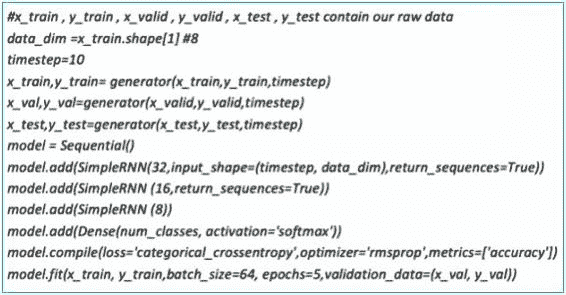 #x_train , y_train , x_valid , y_valid , x_test , y_test contain our raw data
data_dim =x_train.shape[1] #8
timestep=10
x_train,y_train= generator(x_train,y_train,timestep)
x_val,y_val=generator(x_valid,y_valid,timestep)
x_test,y_test=generator(x_test,y_test,timestep)
model = Sequential()
model.add(SimpleRNN(32,input_shape=(timestep, data_dim),return_sequences=True))
model.add(SimpleRNN (16,return_sequences=True))
model.add(SimpleRNN (8))
model.add(Dense(num_classes, activation='softmax'))
model.compile(loss='categorical_crossentropy',optimizer='rmsprop',metrics=['accuracy'])
model.fit(x_train, y_train,batch_size=64, epochs=5,validation_data=(x_val, y_val))